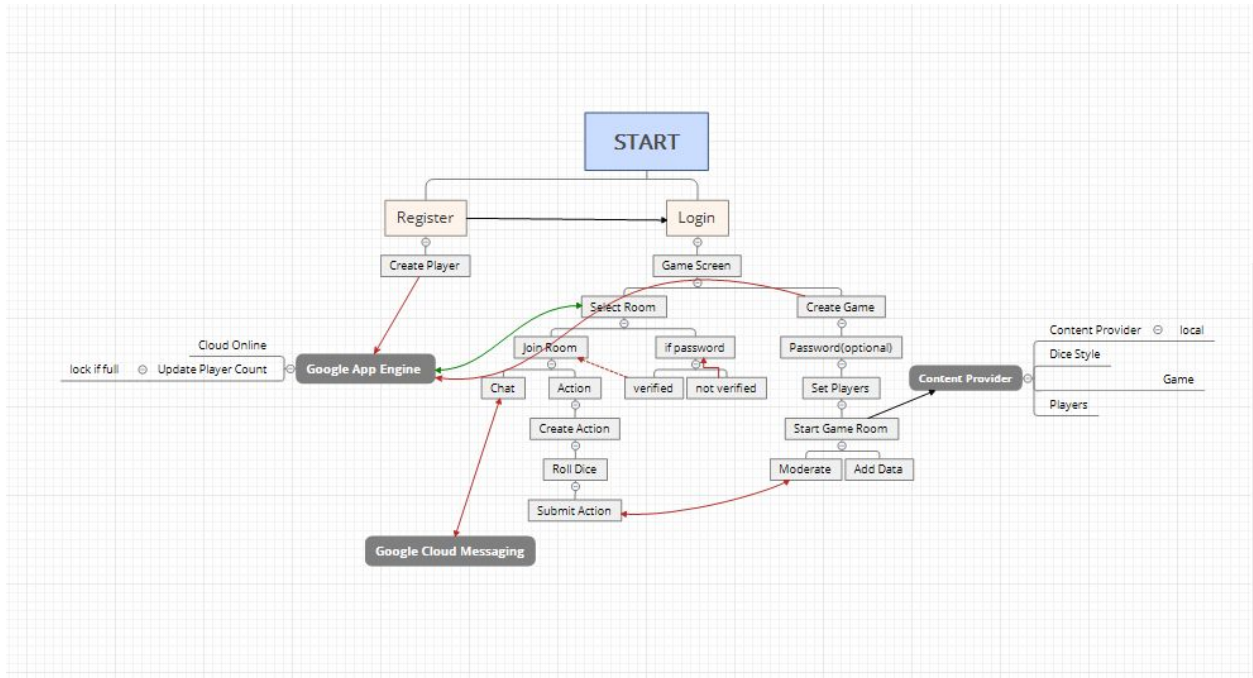 START
Register
Login
Create Player
Game Screen
Select Room
Create Game
Content Provider
local
Cloud Online
Join Room
if password
Password(optional)
Dice Style
lock if full
Update Player Count
Google App Engine
Content Provider
Game
Chat
Action
verified
not verified
Set Players
Players
Create Action
Start Game Room
Roll Dice
Moderate
Add Data
Submit Action
Google Cloud Messaging